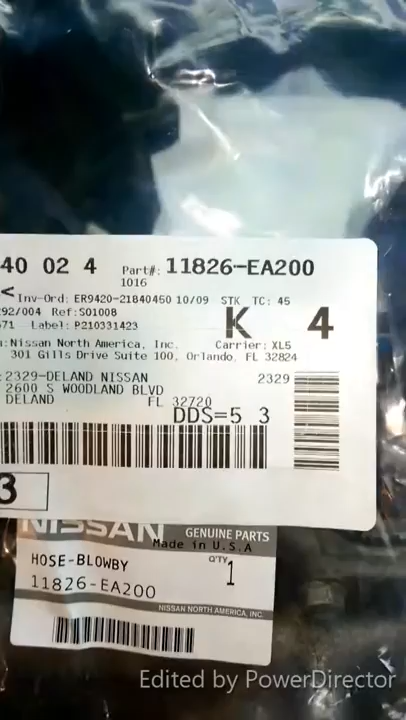 40 02 4 Part#: 11826-EA200
1016
< Inv-Ord: ER9420-21840460 10/09 STK TC: 45
292/004 Ref:S01008
K 4
571 Label: P210331423
:Nissan North America, Inc. Carrier: XL5
301 Gills Drive Suite 100, Orlando, FL 32824
:2329-DELAND NISSAN 2329
2600 S WOODLAND BLVD
DELAND FL 32720
DDS=5 3
3
NISSAN GENUINE PARTS
Made in U.S.A
HOSE-BLOWBY Q'TY 1
11826-EA200
NISSAN NORTH AMERICA, INC.
Edited by PowerDirector